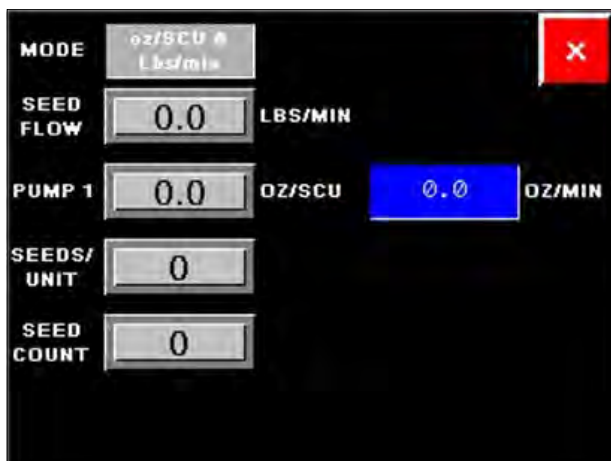 MODE oz/SCU @ Lbs/min ×
SEED FLOW 0.0 LBS/MIN
PUMP 1 0.0 OZ/SCU 0.0 OZ/MIN
SEEDS/ UNIT 0
SEED COUNT 0